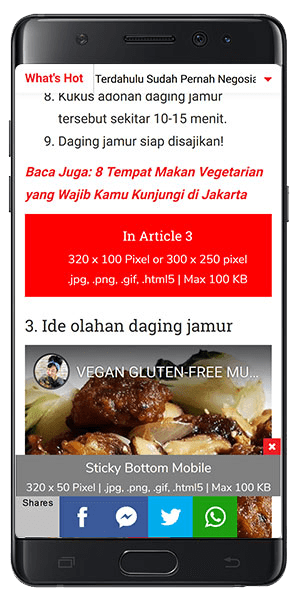 What's Hot
Terdahulu Sudah Pernah Negosia
8. Kukus adonan daging jamur
tersebut sekitar 10-15 menit.
9. Daging jamur siap disajikan!
Baca Juga: 8 Tempat Makan Vegetarian
yang Wajib Kamu Kunjungi di Jakarta
In Article 3
320 x 100 Pixel or 300 x 250 pixel
.jpg, .png, .gif, .html5 | Max 100 KB
3. Ide olahan daging jamur
VEGAN GLUTEN-FREE MU...
Sticky Bottom Mobile
320 x 50 Pixel | .jpg, .png, .gif, .html5 | Max 100 KB
Shares